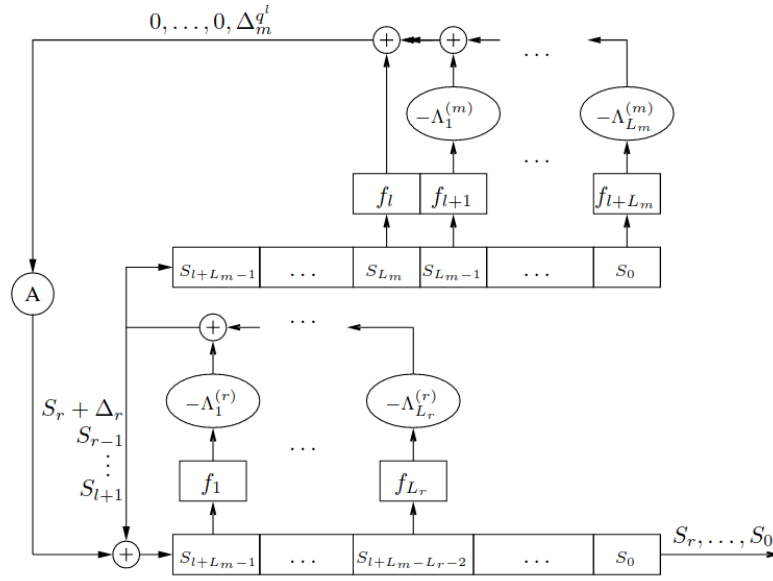 0, . . . , 0, Δ_m^{q^l}
+ + . . .
−Λ_1^{(m)} −Λ_{L_m}^{(m)}
. . .
f_l f_{l+1} f_{l+L_m}
S_{l+L_m−1} . . . S_{L_m} S_{L_m−1} . . . S_0
A
+ . . .
−Λ_1^{(r)} −Λ_{L_r}^{(r)}
S_r + Δ_r
S_{r−1}
⋮
S_{l+1}
. . .
f_1 f_{L_r}
+ S_{l+L_m−1} . . . S_{l+L_m−L_r−2} . . . S_0 S_r, . . . , S_0